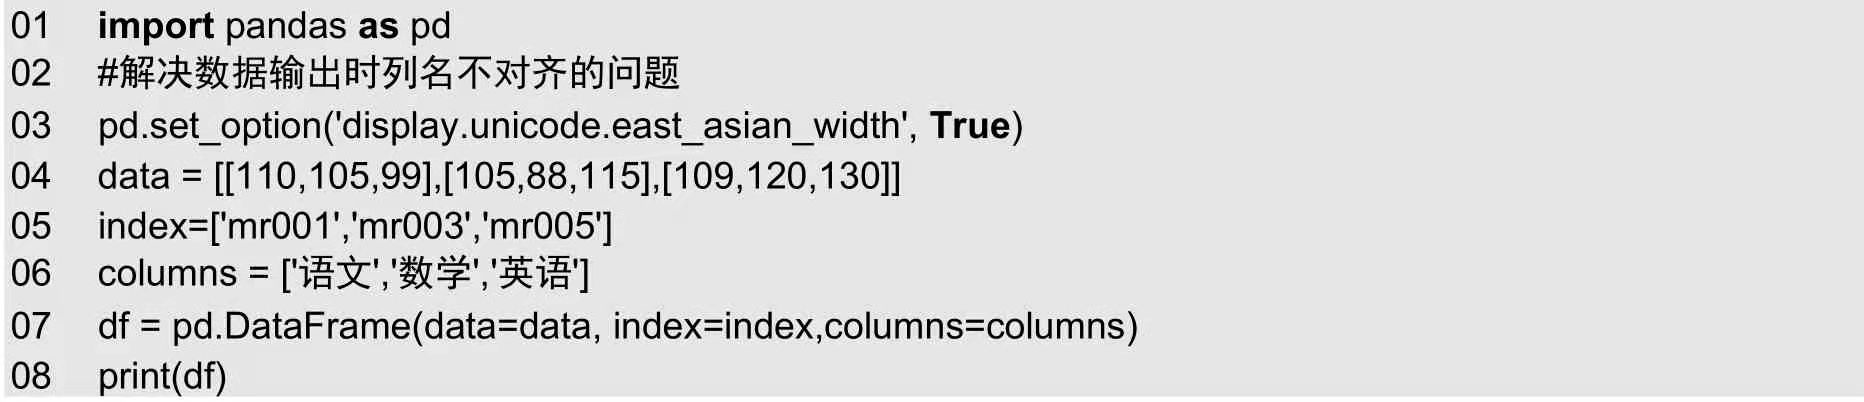 01 import pandas as pd
02 #解决数据输出时列名不对齐的问题
03 pd.set_option('display.unicode.east_asian_width', True)
04 data = [[110,105,99],[105,88,115],[109,120,130]]
05 index=['mr001','mr003','mr005']
06 columns = ['语文','数学','英语']
07 df = pd.DataFrame(data=data, index=index,columns=columns)
08 print(df)